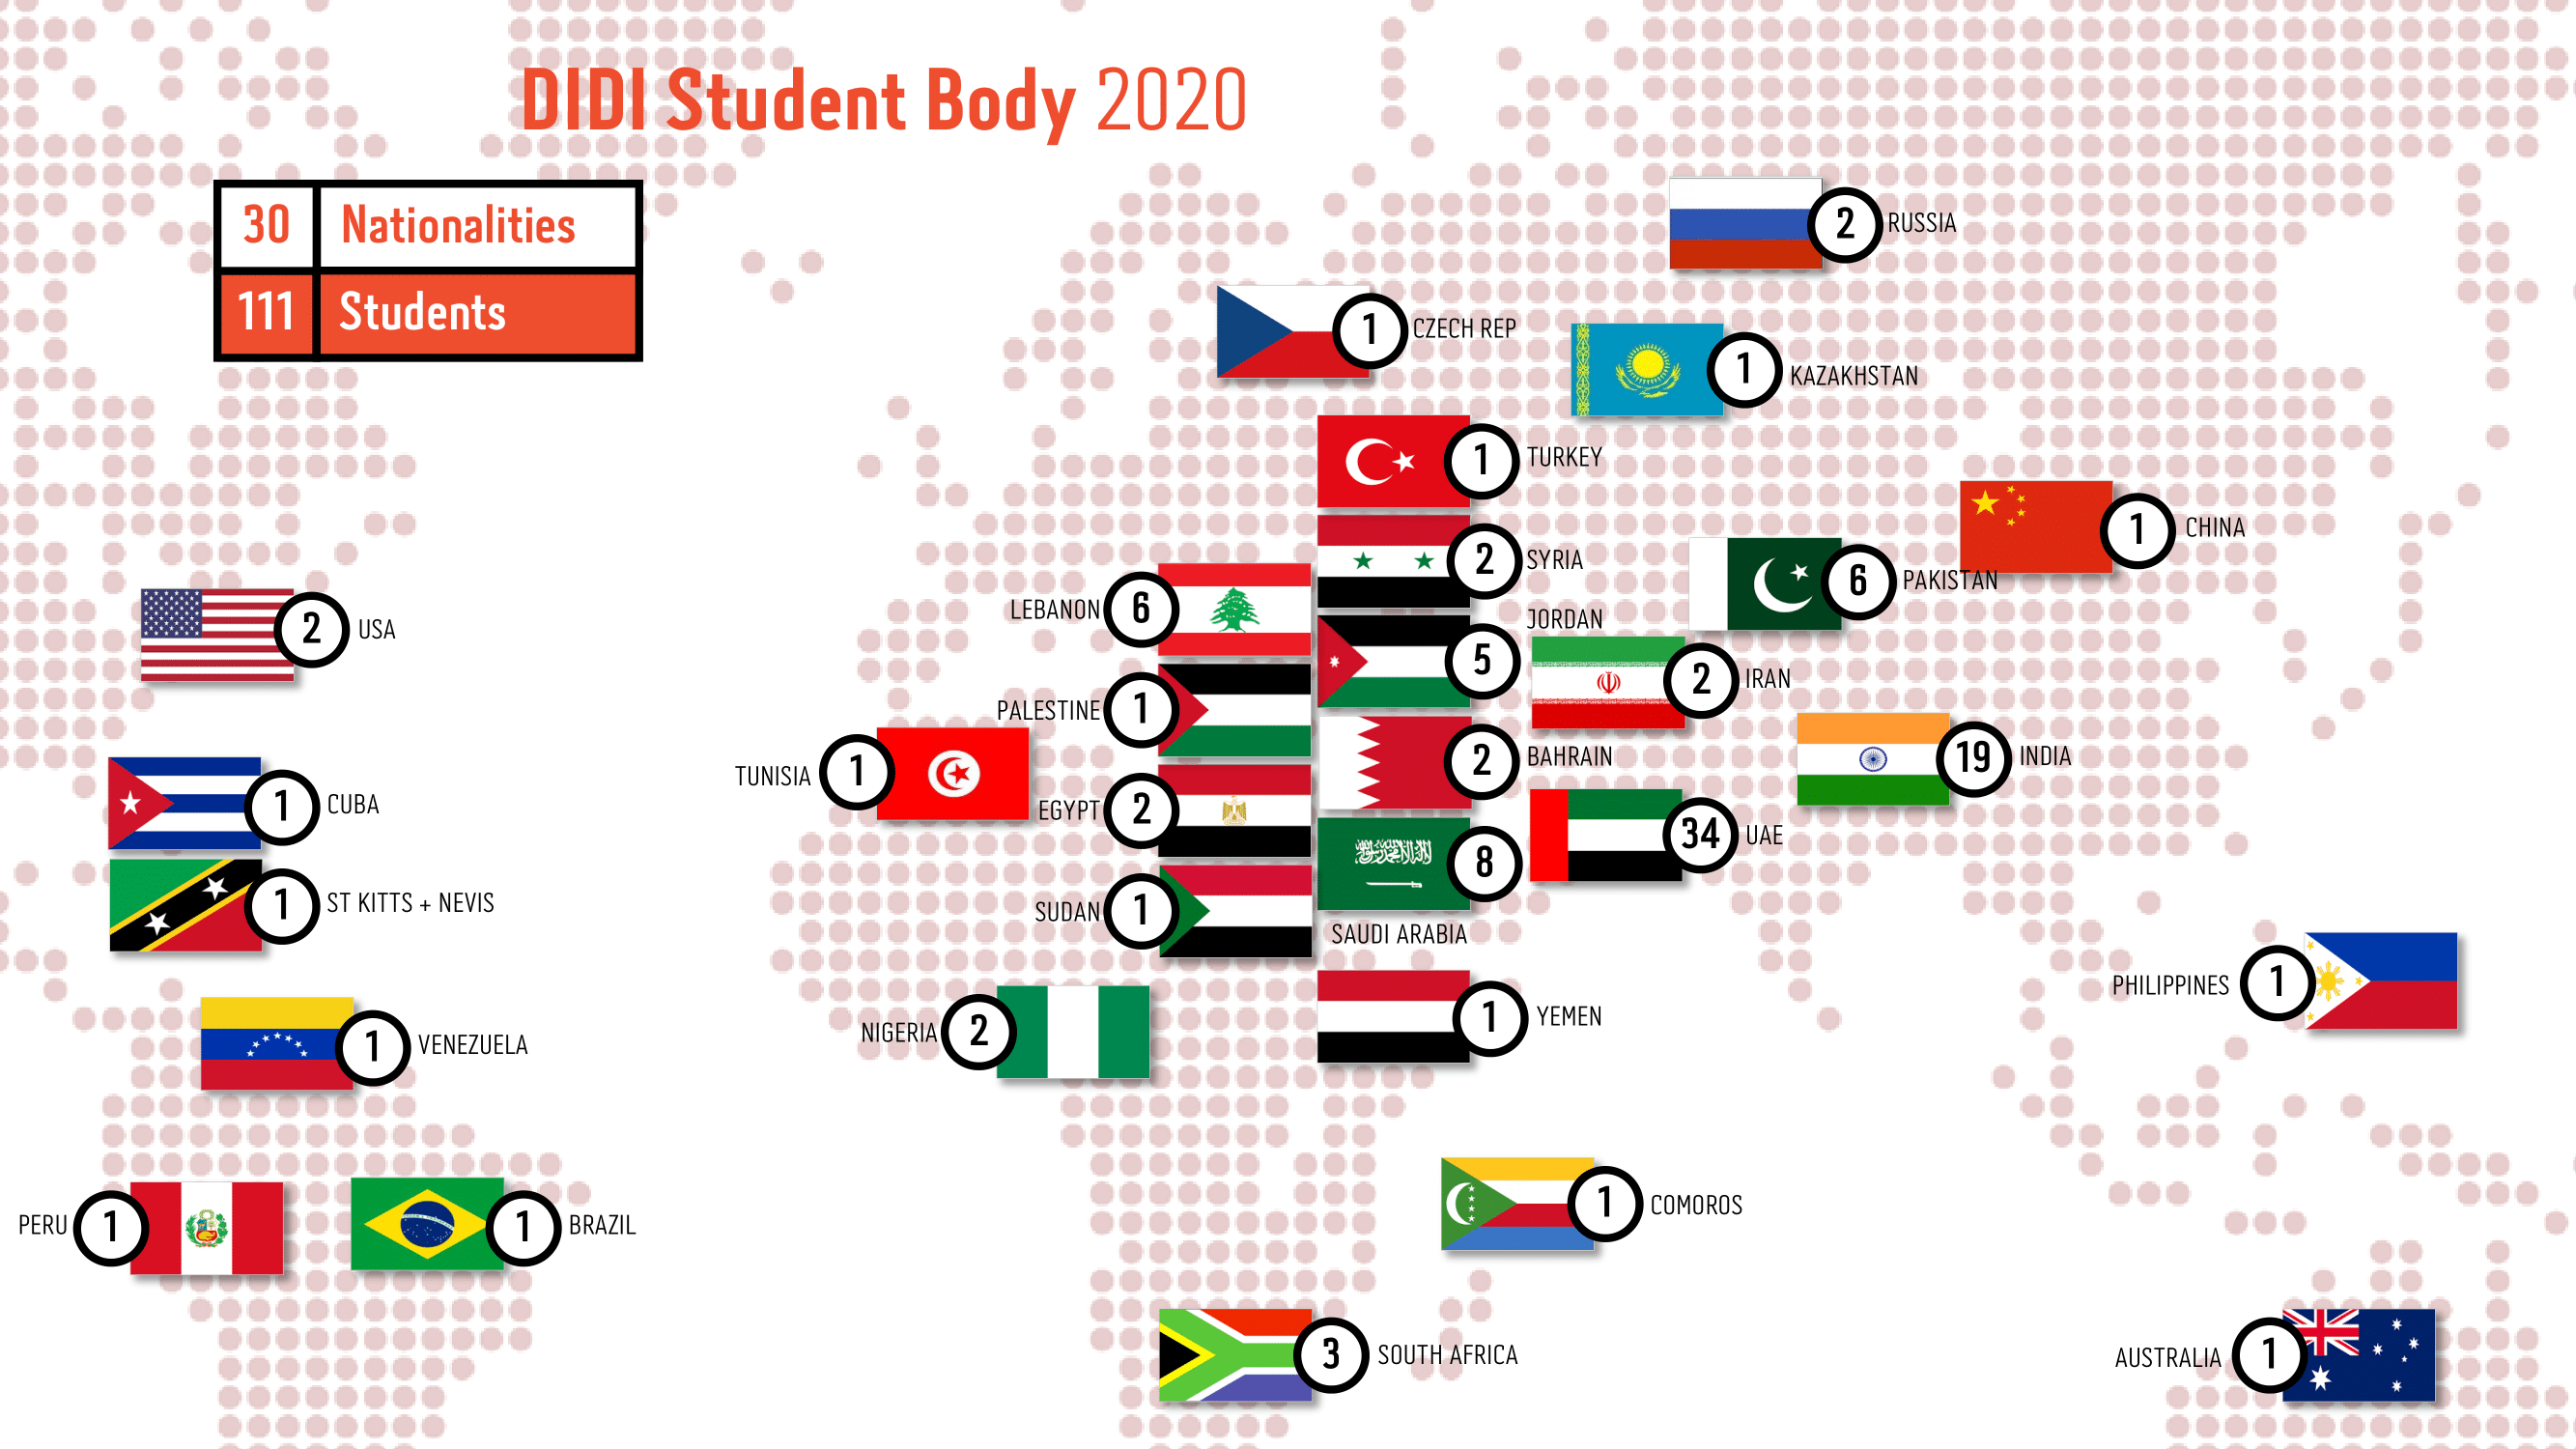 DIDI Student Body 2020
30 Nationalities
111 Students
2 RUSSIA
1 CZECH REP
1 KAZAKHSTAN
1 TURKEY
1 CHINA
2 SYRIA
6 PAKISTAN
LEBANON 6
JORDAN
5
2 USA
2 IRAN
PALESTINE 1
2 BAHRAIN
19 INDIA
TUNISIA 1
1 CUBA
EGYPT 2
34 UAE
8
SAUDI ARABIA
1 ST KITTS + NEVIS
SUDAN 1
PHILIPPINES 1
1 YEMEN
NIGERIA 2
1 VENEZUELA
1 COMOROS
PERU 1
1 BRAZIL
3 SOUTH AFRICA
AUSTRALIA 1